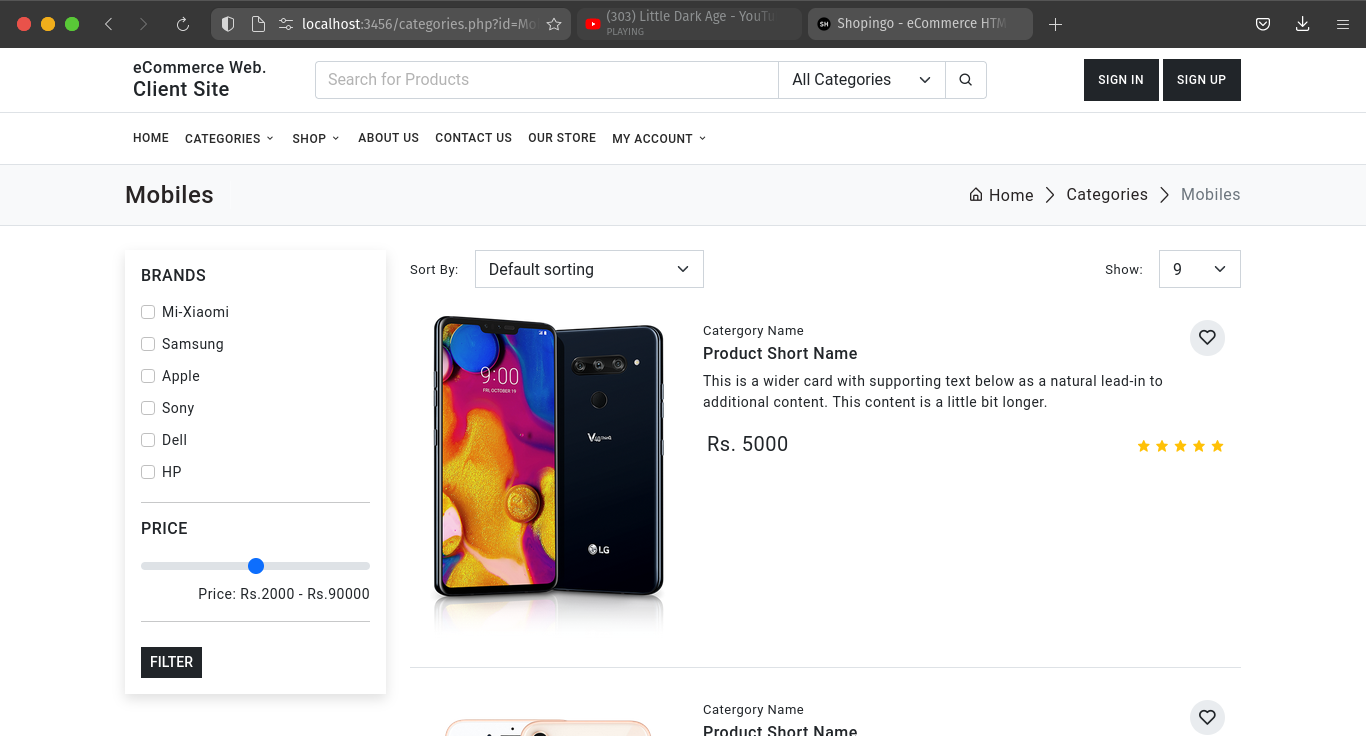 localhost:3456/categories.php?id=Mo
(303) Little Dark Age - YouTu
PLAYING
SH
Shopingo - eCommerce HTM
eCommerce Web.
Client Site
Search for Products
All Categories
SIGN IN
SIGN UP
HOME
CATEGORIES
SHOP
ABOUT US
CONTACT US
OUR STORE
MY ACCOUNT
Mobiles
Home
Categories
Mobiles
BRANDS
Mi-Xiaomi
Samsung
Apple
Sony
Dell
HP
PRICE
Price: Rs.2000 - Rs.90000
FILTER
Sort By:
Default sorting
Show:
9
9:00
FRI, OCTOBER 19
LG
Catergory Name
Product Short Name
This is a wider card with supporting text below as a natural lead-in to
additional content. This content is a little bit longer.
Rs. 5000
Catergory Name
Product Short Name